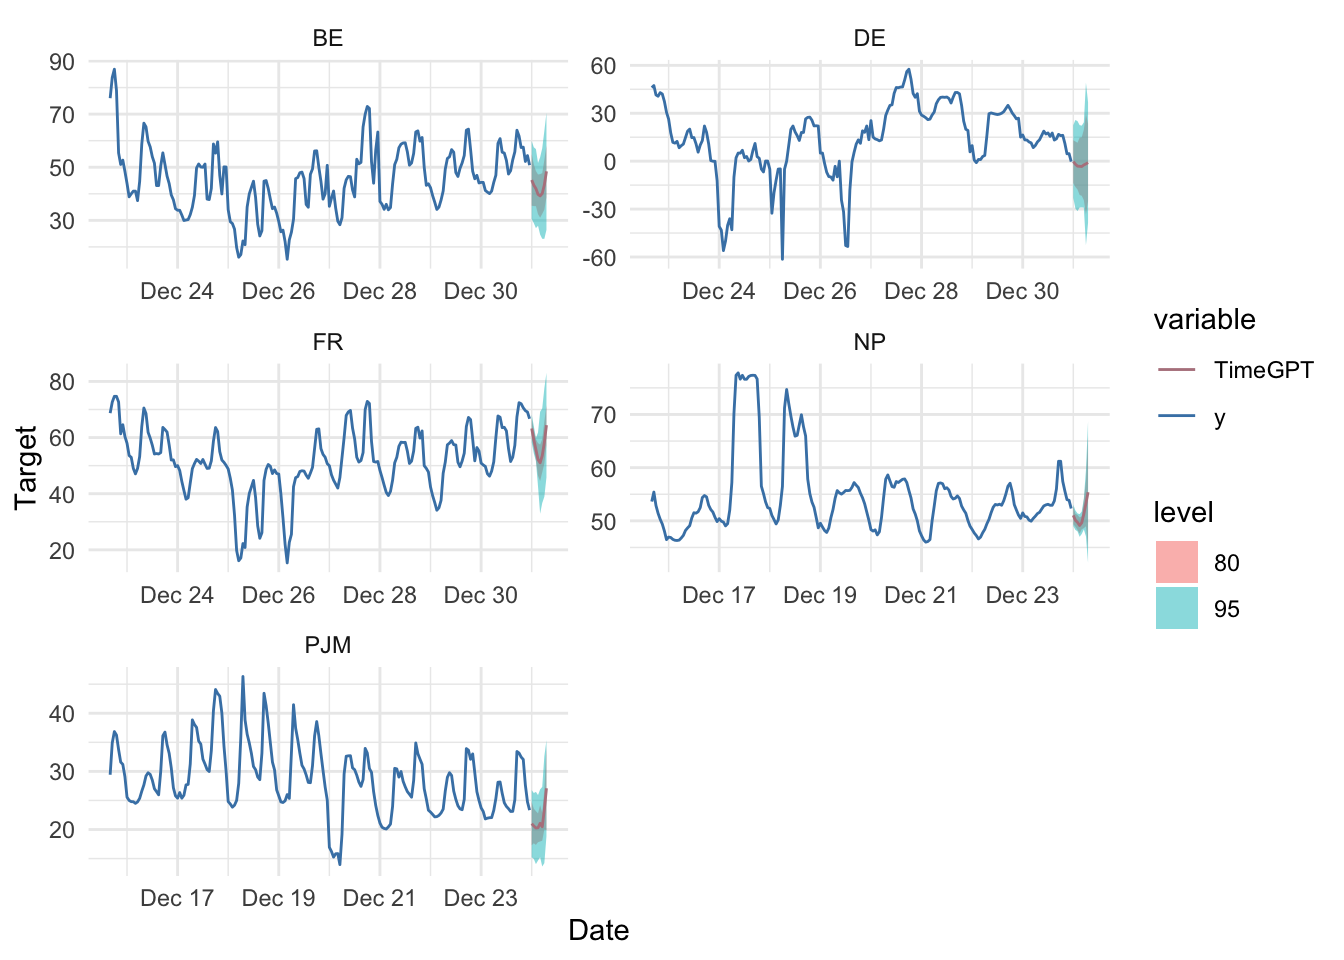 BE
DE
90
70
50
30
60
30
0
-30
-60
Dec 24 Dec 26 Dec 28 Dec 30
Dec 24 Dec 26 Dec 28 Dec 30
FR
NP
80
60
40
20
70
60
50
Dec 24 Dec 26 Dec 28 Dec 30
Dec 17 Dec 19 Dec 21 Dec 23
PJM
40
30
20
Dec 17 Dec 19 Dec 21 Dec 23
Target
Date
variable
TimeGPT
y
level
80
95